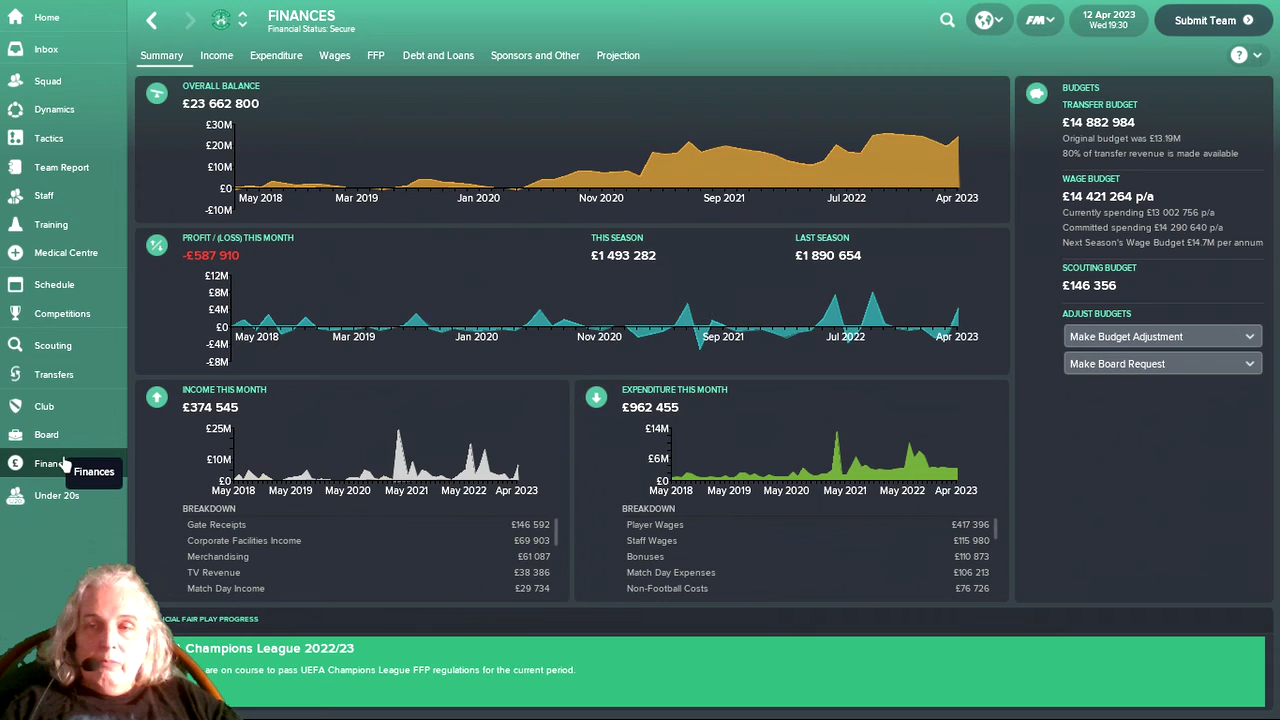 Home
Inbox
Squad
Dynamics
Tactics
Team Report
Staff
Training
Medical Centre
Schedule
Competitions
Scouting
Transfers
Club
Board
Finances
Under 20s
FINANCES
Financial Status: Secure
FM
12 Apr 2023
Wed 19:30
Submit Team
Summary Income Expenditure Wages FFP Debt and Loans Sponsors and Other Projection
?
OVERALL BALANCE
£23 662 800
£30M
£20M
£10M
£0
-£10M
May 2018 Mar 2019 Jan 2020 Nov 2020 Sep 2021 Jul 2022 Apr 2023
PROFIT / (LOSS) THIS MONTH
-£587 910
THIS SEASON
£1 493 282
LAST SEASON
£1 890 654
£12M
£8M
£4M
£0
-£4M
-£8M
May 2018 Mar 2019 Jan 2020 Nov 2020 Sep 2021 Jul 2022 Apr 2023
INCOME THIS MONTH
£374 545
£25M
£10M
£0
May 2018 May 2019 May 2020 May 2021 May 2022 Apr 2023
BREAKDOWN
Gate Receipts £146 592
Corporate Facilities Income £69 903
Merchandising £61 087
TV Revenue £38 386
Match Day Income £29 734
EXPENDITURE THIS MONTH
£962 455
£14M
£6M
£0
May 2018 May 2019 May 2020 May 2021 May 2022 Apr 2023
BREAKDOWN
Player Wages £417 396
Staff Wages £115 980
Bonuses £110 873
Match Day Expenses £106 213
Non-Football Costs £76 726
BUDGETS
TRANSFER BUDGET
£14 882 984
Original budget was £13.19M
80% of transfer revenue is made available
WAGE BUDGET
£14 421 264 p/a
Currently spending £13 002 756 p/a
Committed spending £14 290 640 p/a
Next Season's Wage Budget £14.7M per annum
SCOUTING BUDGET
£146 356
ADJUST BUDGETS
Make Budget Adjustment
Make Board Request
FAIR PLAY PROGRESS
Champions League 2022/23
are on course to pass UEFA Champions League FFP regulations for the current period.